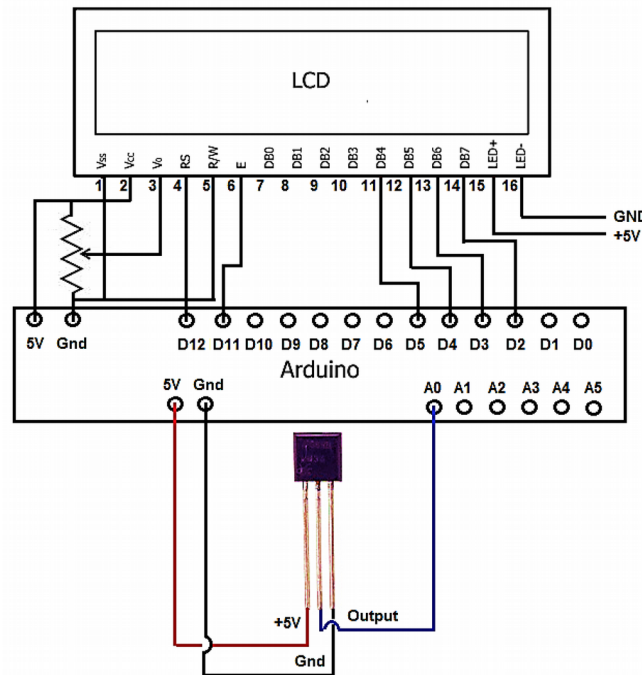 LCD
Vss Vcc Vo RS R/W E DB0 DB1 DB2 DB3 DB4 DB5 DB6 DB7 LED+ LED-
1 2 3 4 5 6 7 8 9 10 11 12 13 14 15 16
GND
+5V
5V Gnd D12 D11 D10 D9 D8 D7 D6 D5 D4 D3 D2 D1 D0
Arduino
5V Gnd A0 A1 A2 A3 A4 A5
+5V Output
Gnd